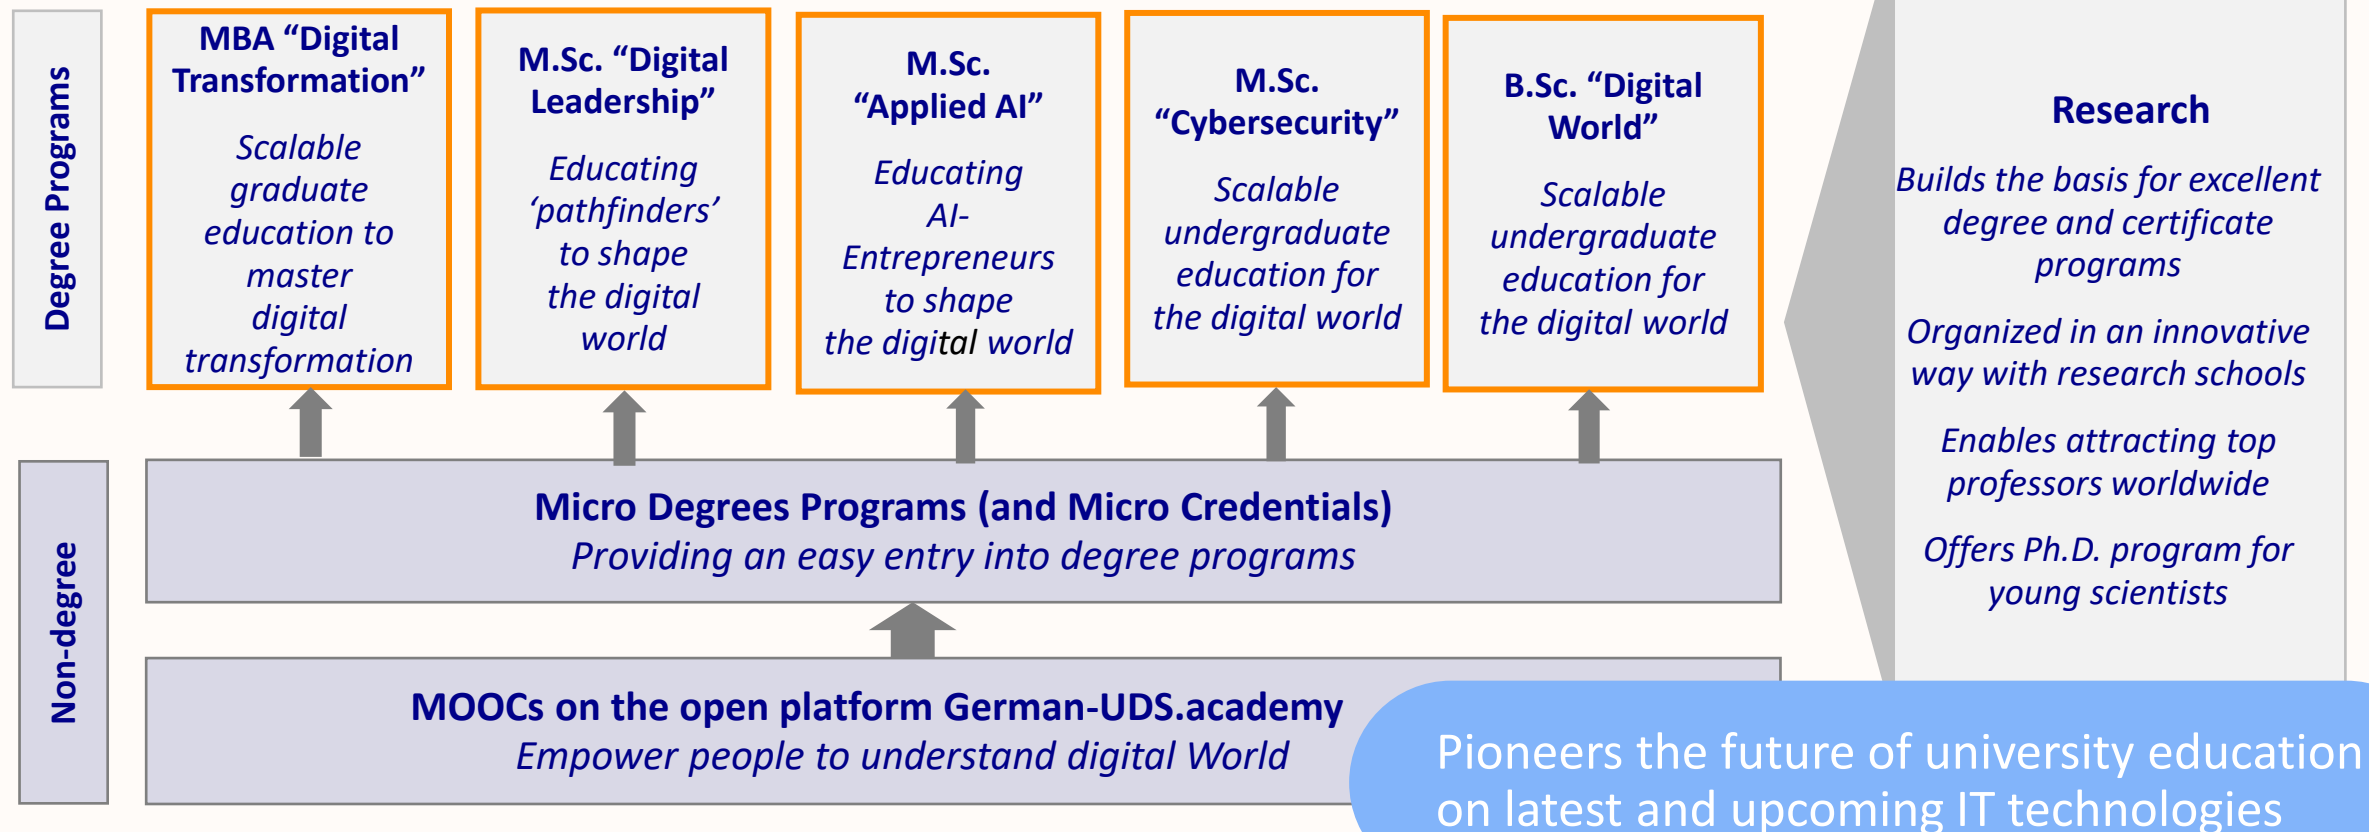 Degree Programs
MBA “Digital
Transformation”
Scalable
graduate
education to
master
digital
transformation
M.Sc. “Digital
Leadership”
Educating
‘pathfinders’
to shape
the digital
world
M.Sc.
“Applied AI”
Educating
AI-
Entrepreneurs
to shape
the digital world
M.Sc.
“Cybersecurity”
Scalable
undergraduate
education for
the digital world
B.Sc. “Digital
World”
Scalable
undergraduate
education for
the digital world
Research
Builds the basis for excellent
degree and certificate
programs
Organized in an innovative
way with research schools
Enables attracting top
professors worldwide
Offers Ph.D. program for
young scientists
Non-degree
Micro Degrees Programs (and Micro Credentials)
Providing an easy entry into degree programs
MOOCs on the open platform German-UDS.academy
Empower people to understand digital World
Pioneers the future of university education
on latest and upcoming IT technologies